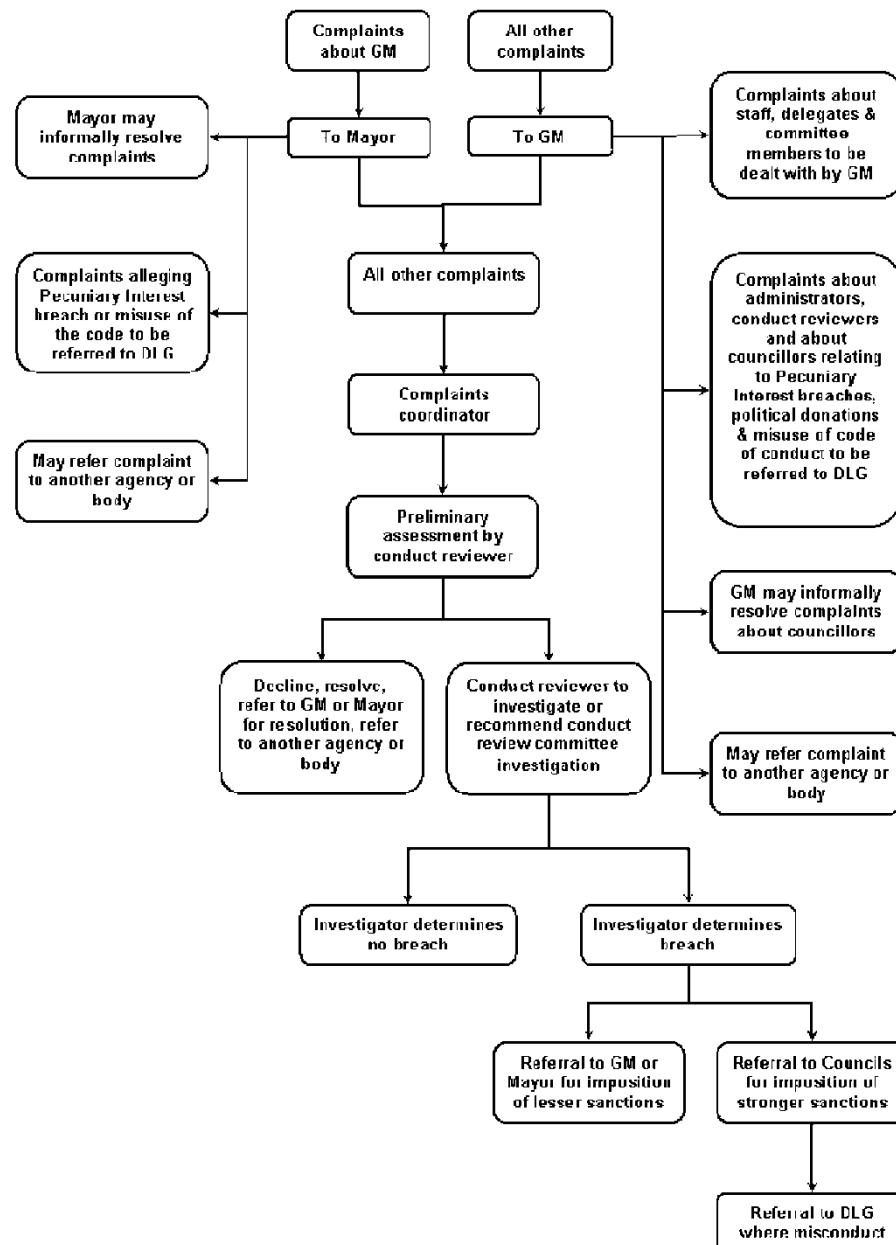 Complaints
about GM
All other
complaints
Mayor may
informally resolve
complaints
To Mayor
To GM
Complaints about
staff, delegates &
committee
members to be
dealt with by GM
Complaints alleging
Pecuniary Interest
breach or misuse of
the code to be
referred to DLG
All other complaints
Complaints about
administrators,
conduct reviewers
and about
councillors relating
to Pecuniary
Interest breaches,
political donations
& misuse of code
of conduct to be
referred to DLG
Complaints
coordinator
May refer complaint
to another agency or
body
Preliminary
assessment by
conduct reviewer
GM may informally
resolve complaints
about councillors
Decline, resolve,
refer to GM or Mayor
for resolution, refer
to another agency or
body
Conduct reviewer to
investigate or
recommend conduct
review committee
investigation
May refer complaint
to another agency or
body
Investigator determines
no breach
Investigator determines
breach
Referral to GM or
Mayor for imposition
of lesser sanctions
Referral to Councils
for imposition of
stronger sanctions
Referral to DLG
where misconduct